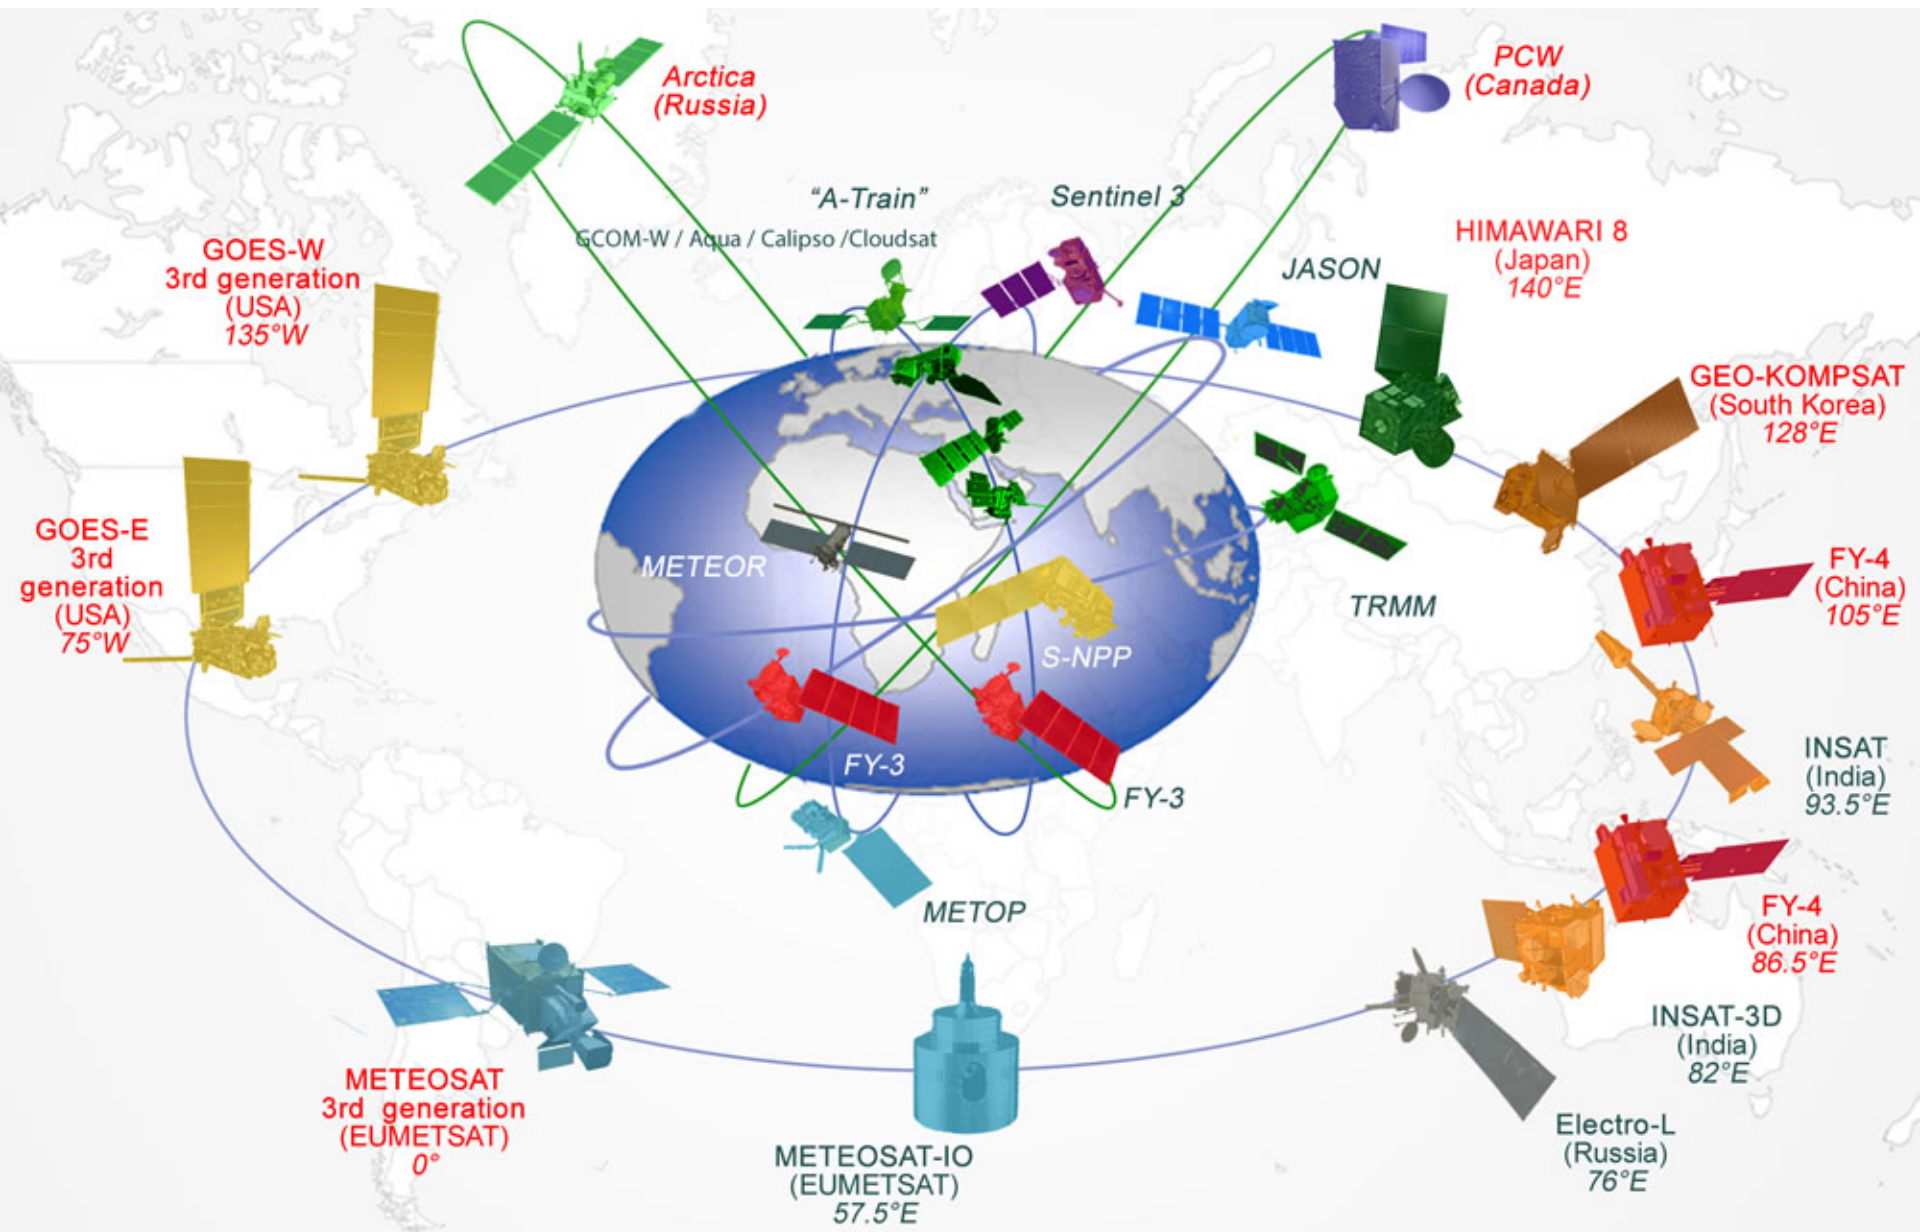 Arctica
(Russia)
PCW
(Canada)
“A-Train”
GCOM-W / Aqua / Calipso /Cloudsat
Sentinel 3
JASON
HIMAWARI 8
(Japan)
140°E
GOES-W
3rd generation
(USA)
135°W
GEO-KOMPSAT
(South Korea)
128°E
GOES-E
3rd
generation
(USA)
75°W
METEOR
TRMM
FY-4
(China)
105°E
S-NPP
FY-3
FY-3
INSAT
(India)
93.5°E
METOP
FY-4
(China)
86.5°E
INSAT-3D
(India)
82°E
METEOSAT
3rd generation
(EUMETSAT)
0°
Electro-L
(Russia)
76°E
METEOSAT-IO
(EUMETSAT)
57.5°E